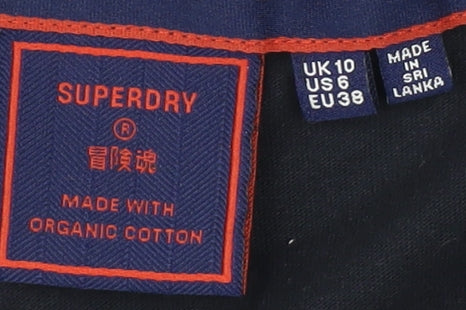 SUPERDRY
®
冒険魂
MADE WITH
ORGANIC COTTON
UK 10
US 6
EU 38
MADE
IN
SRI
LANKA